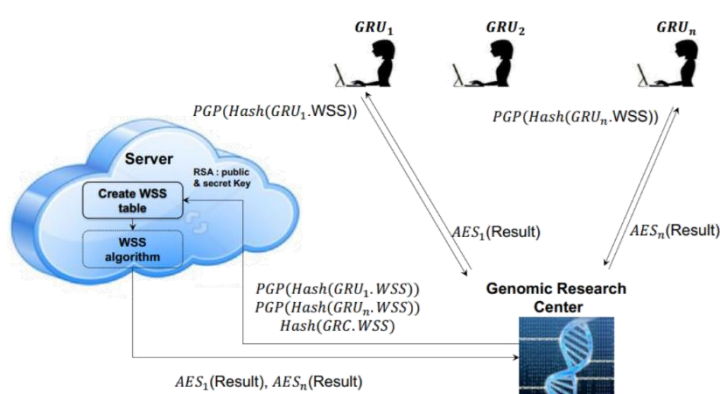 GRU₁
GRU₂
GRUₙ
PGP(Hash(GRU₁.WSS))
PGP(Hash(GRUₙ.WSS))
Server
RSA : public
& secret Key
Create WSS
table
WSS
algorithm
AES₁(Result)
AESₙ(Result)
PGP(Hash(GRU₁.WSS))
PGP(Hash(GRUₙ.WSS))
Hash(GRC.WSS)
Genomic Research
Center
AES₁(Result), AESₙ(Result)